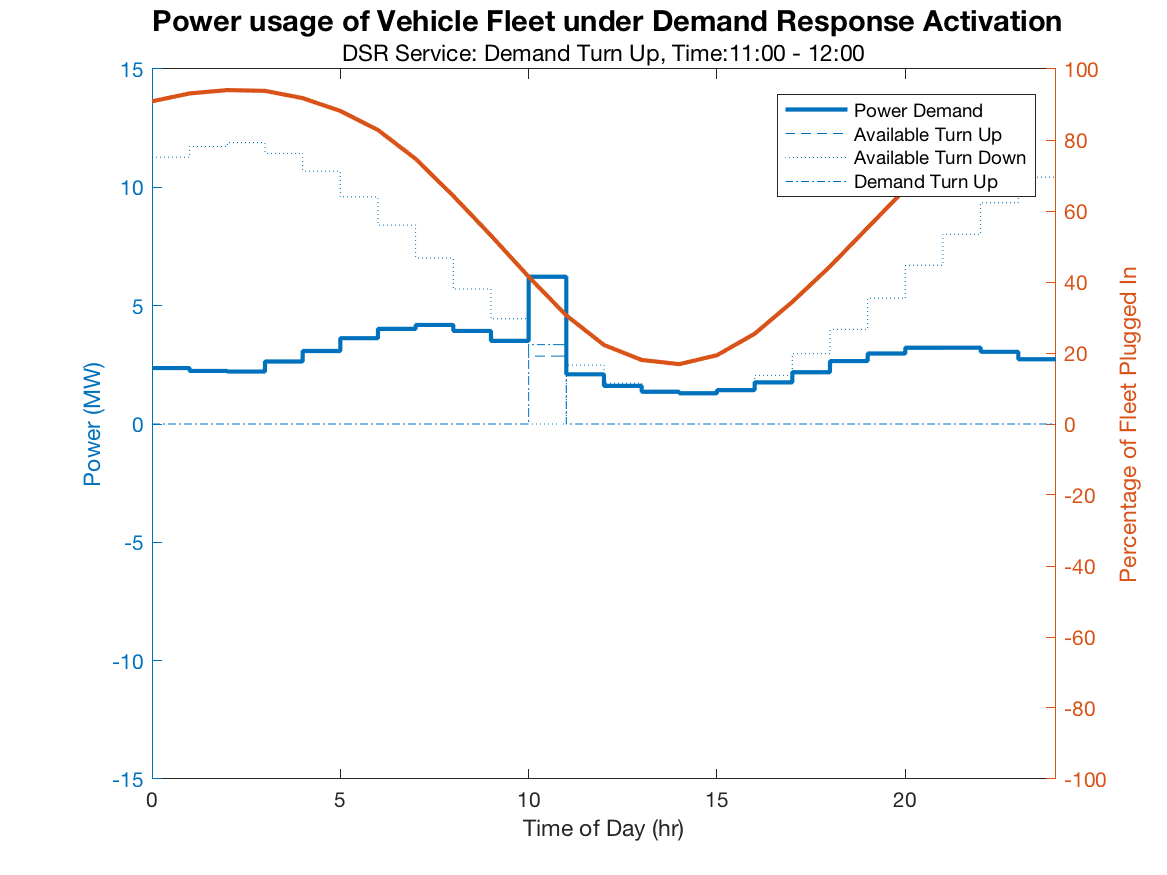 Power usage of Vehicle Fleet under Demand Response Activation
DSR Service: Demand Turn Up, Time:11:00 - 12:00
15
10
5
0
-5
-10
-15
Power (MW)
100
80
60
40
20
0
-20
-40
-60
-80
-100
Percentage of Fleet Plugged In
Power Demand
Available Turn Up
Available Turn Down
Demand Turn Up
0 5 10 15 20
Time of Day (hr)